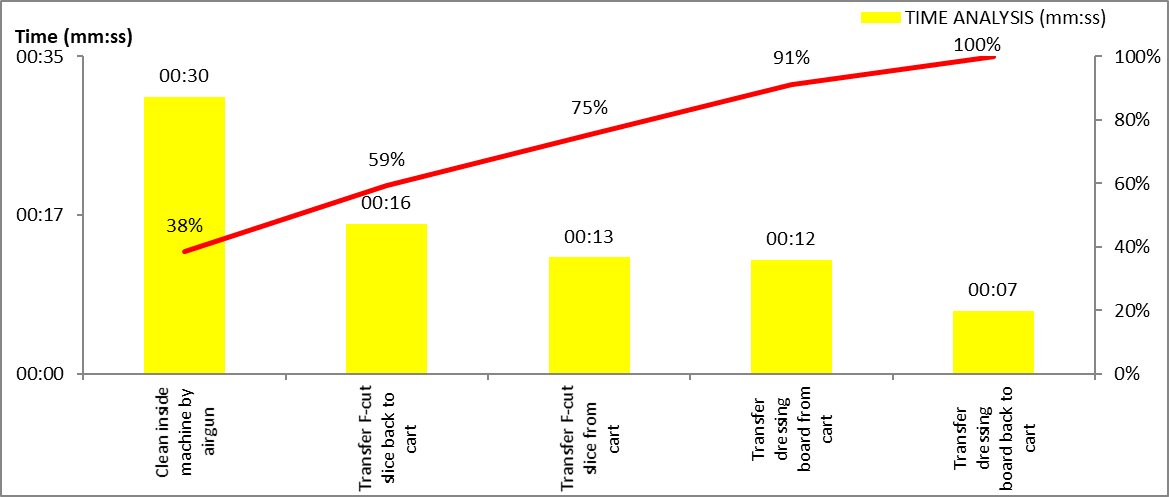 TIME ANALYSIS (mm:ss)
Time (mm:ss)
00:35
00:17
00:00
00:30
00:16
00:13
00:12
00:07
38%
59%
75%
91%
100%
100%
80%
60%
40%
20%
0%
Clean inside
machine by
airgun
Transfer F-cut
slice back to
cart
Transfer F-cut
slice from
cart
Transfer
dressing
board from
cart
Transfer
dressing
board back to
cart